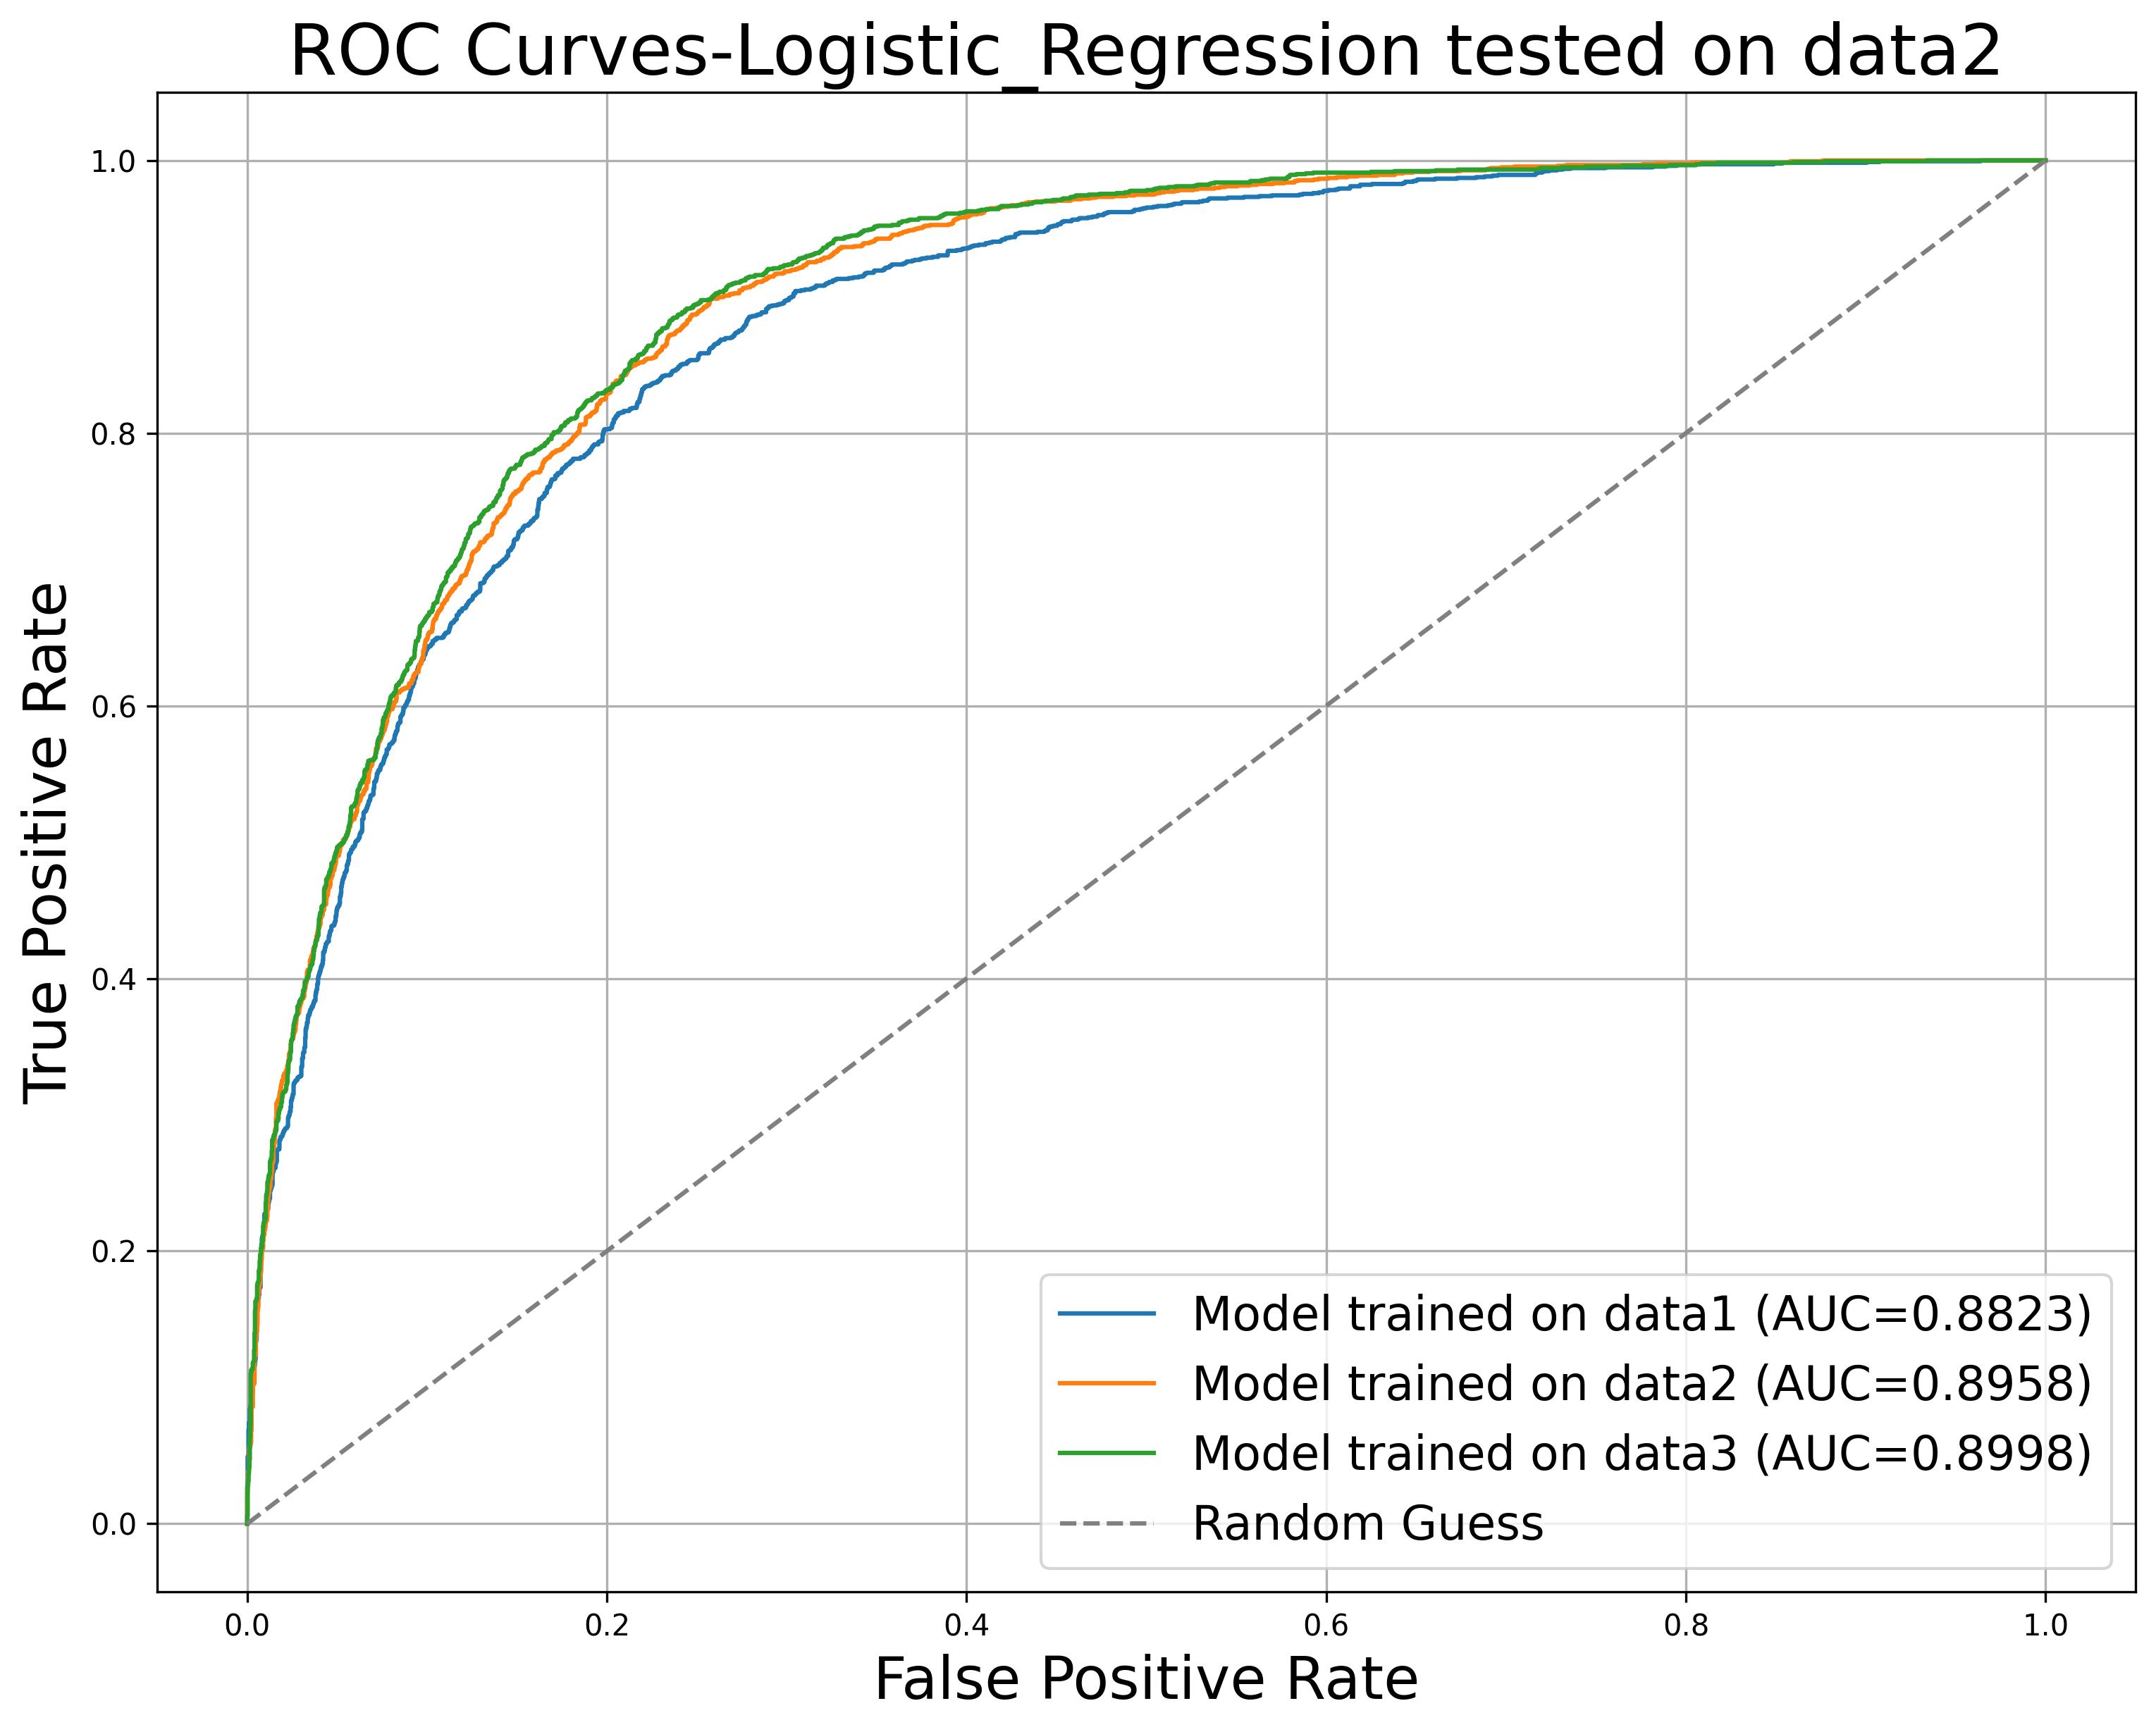 ROC Curves-Logistic_Regression tested on data2
1.0
0.8
0.6
0.4
0.2
0.0
True Positive Rate
Model trained on data1 (AUC=0.8823)
Model trained on data2 (AUC=0.8958)
Model trained on data3 (AUC=0.8998)
Random Guess
0.0 0.2 0.4 0.6 0.8 1.0
False Positive Rate